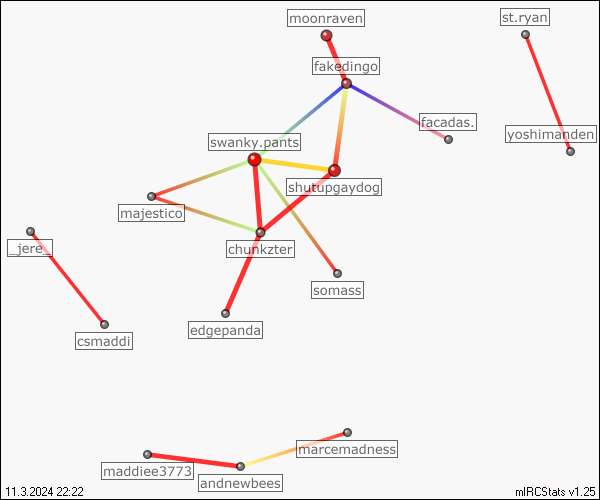 moonraven
st.ryan
fakedingo
facadas.
yoshimanden
swanky.pants
shutupgaydog
majestico
chunkzter
_jere_
somass
edgepanda
csmaddi
marcemadness
maddiee3773
andnewbees
11.3.2024 22:22
mIRCStats v1.25